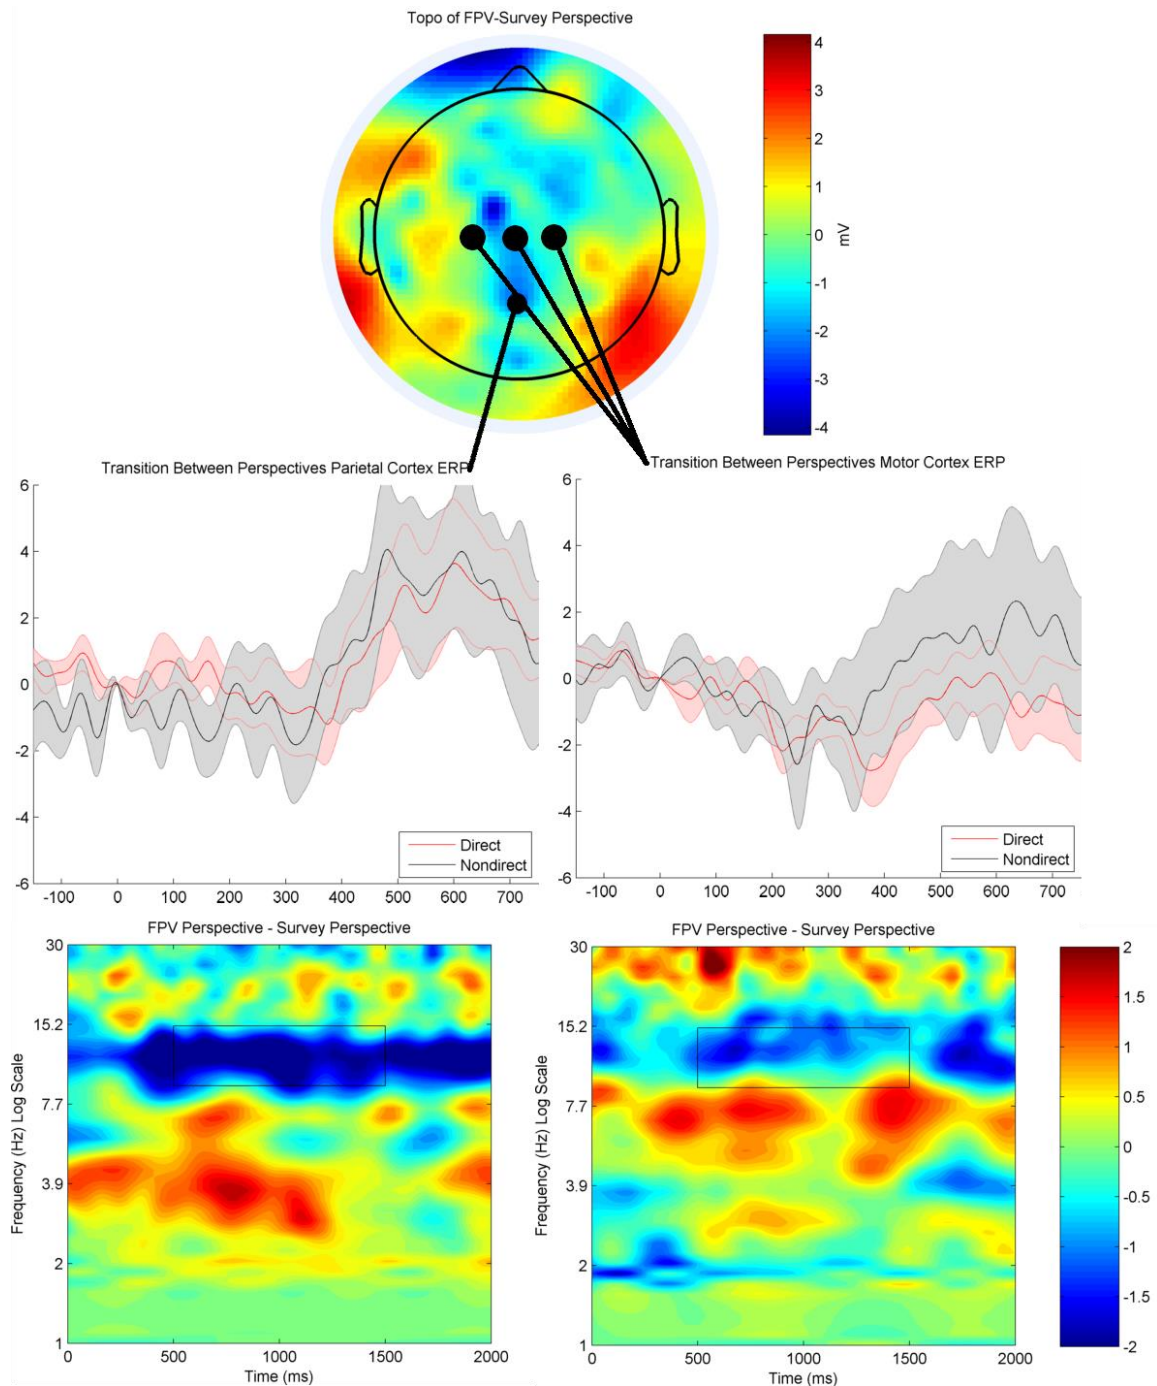 Topo of FPV-Survey Perspective
4
3
2
1
0
-1
-2
-3
-4
mV
Transition Between Perspectives Parietal Cortex ERP
6
4
2
0
-2
-4
-6
-100 0 100 200 300 400 500 600 700
Direct
Nondirect
Transition Between Perspectives Motor Cortex ERP
6
4
2
0
-2
-4
-6
-100 0 100 200 300 400 500 600 700
Direct
Nondirect
FPV Perspective - Survey Perspective
Frequency (Hz) Log Scale
30
15.2
7.7
3.9
2
1
0 500 1000 1500 2000
Time (ms)
FPV Perspective - Survey Perspective
Frequency (Hz) Log Scale
30
15.2
7.7
3.9
2
1
0 500 1000 1500 2000
Time (ms)
2
1.5
1
0.5
0
-0.5
-1
-1.5
-2